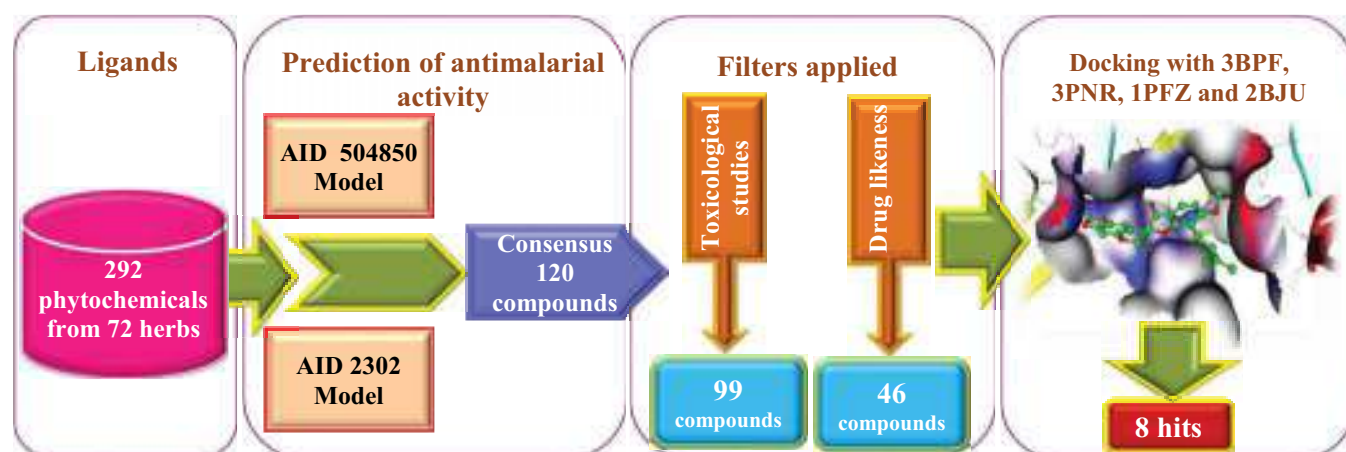 Ligands
292
phytochemicals
from 72 herbs
Prediction of antimalarial
activity
AID 504850
Model
AID 2302
Model
Consensus
120
compounds
Filters applied
Toxicological
studies
99
compounds
Drug likeness
46
compounds
Docking with 3BPF,
3PNR, 1PFZ and 2BJU
8 hits